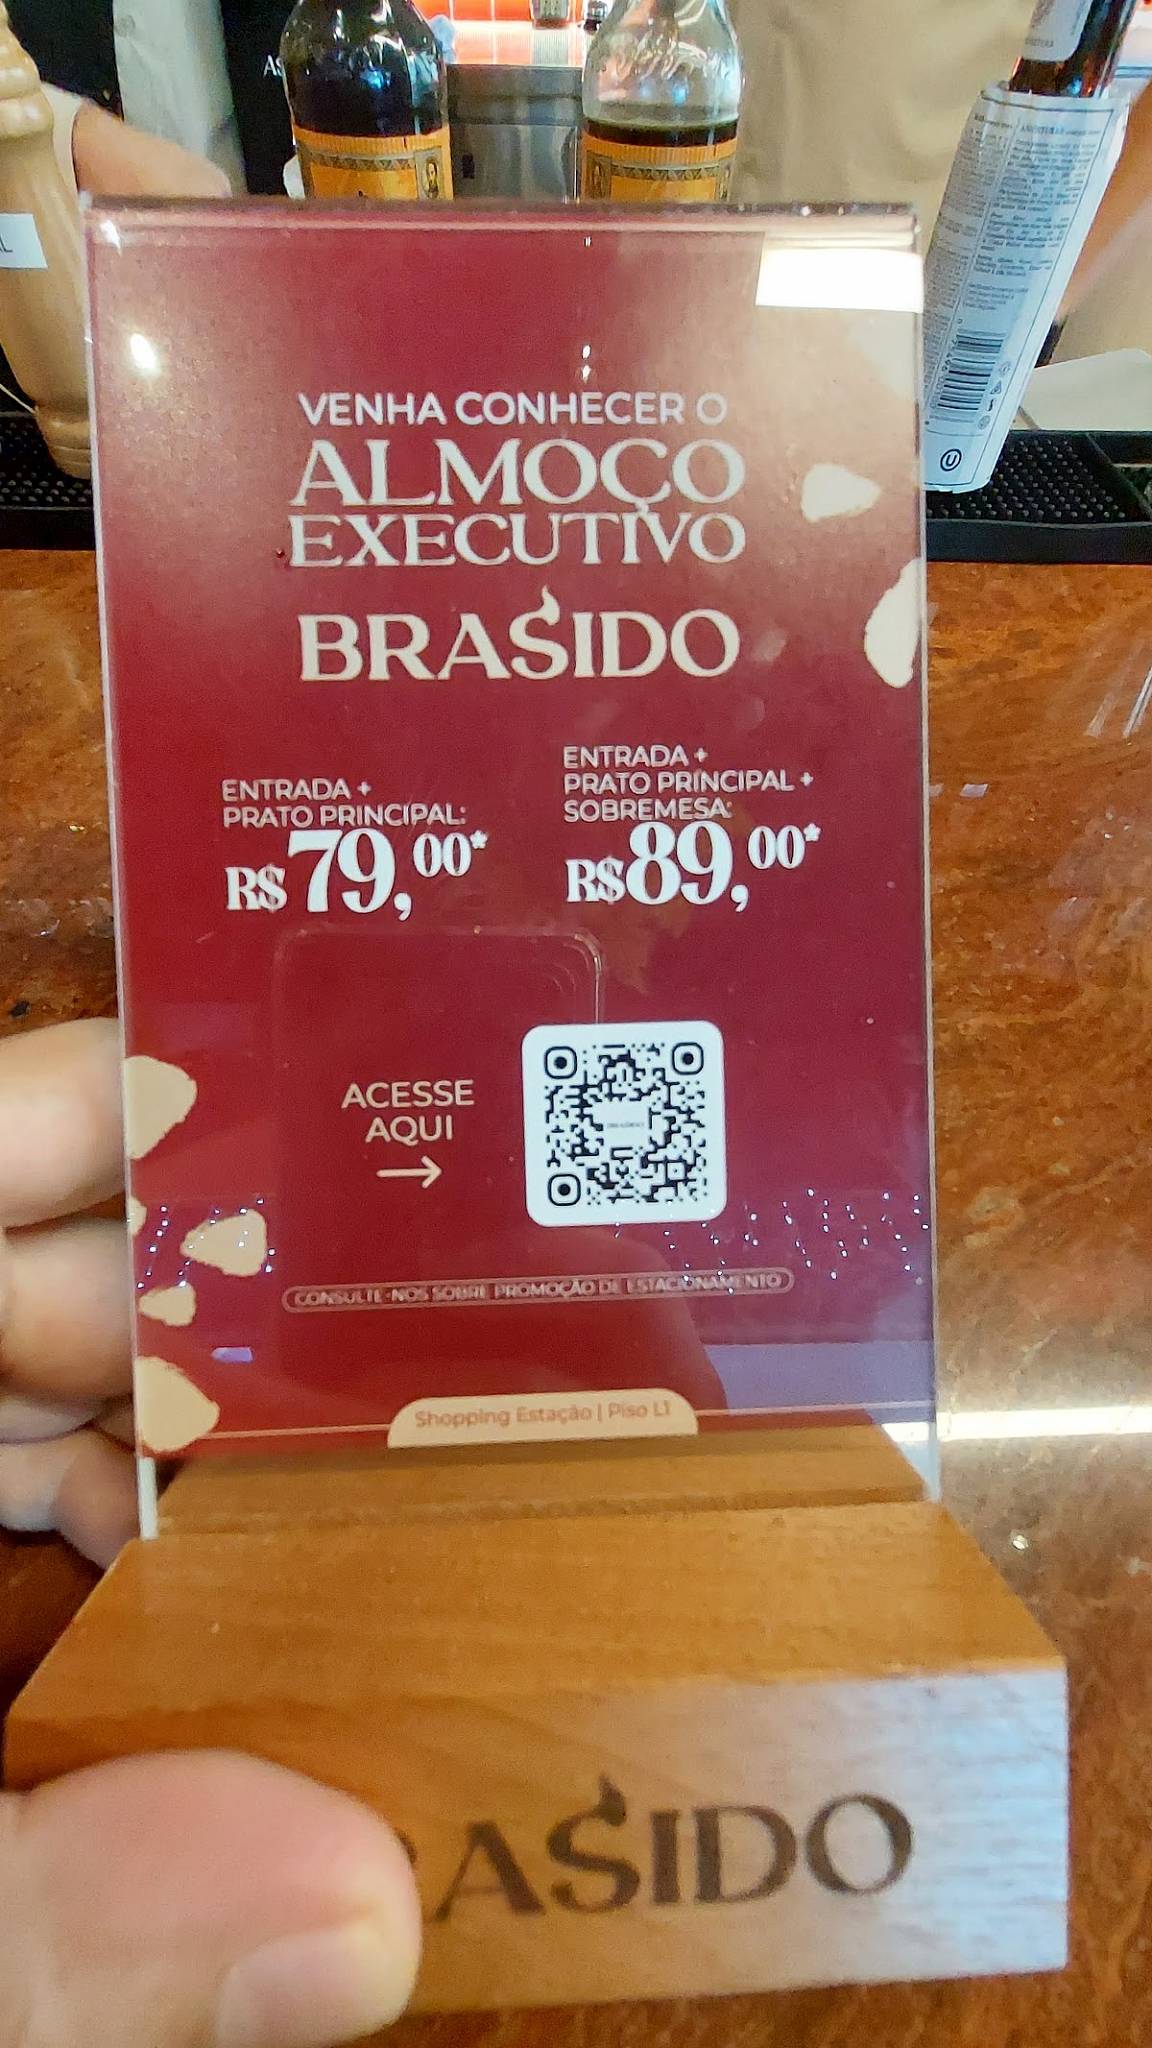 VENHA CONHECER O
ALMOÇO
EXECUTIVO
BRASIDO
ENTRADA +
PRATO PRINCIPAL:
R$ 79,00*
ENTRADA +
PRATO PRINCIPAL +
SOBREMESA:
R$ 89,00*
ACESSE
AQUI
CONSULTE-NOS SOBRE PROMOÇÃO DE ESTACIONAMENTO
Shopping Estação | Piso L1
ASIDO